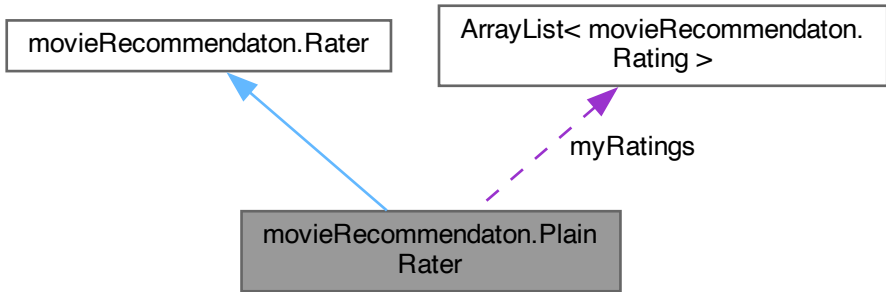 movieRecommendaton.Rater
ArrayList< movieRecommendaton.
Rating >
myRatings
movieRecommendaton.Plain
Rater